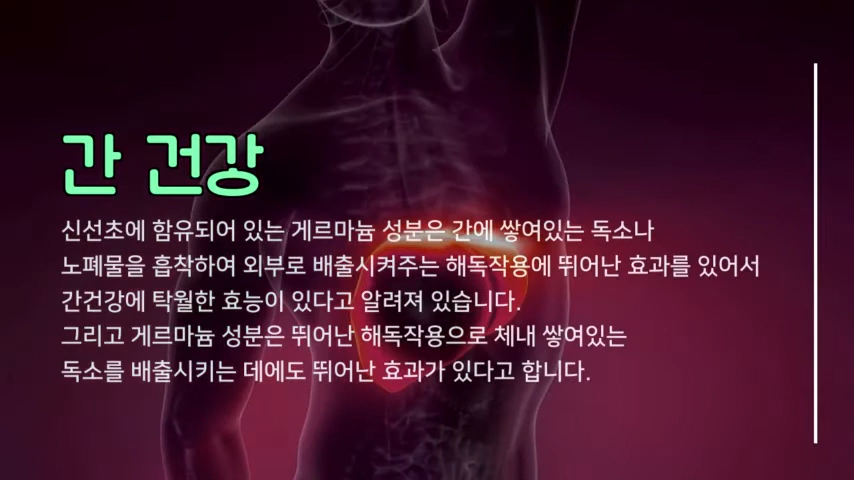 간 건강
신선초에 함유되어 있는 게르마늄 성분은 간에 쌓여있는 독소나
노폐물을 흡착하여 외부로 배출시켜주는 해독작용에 뛰어난 효과를 있어서
간건강에 탁월한 효능이 있다고 알려져 있습니다.
그리고 게르마늄 성분은 뛰어난 해독작용으로 체내 쌓여있는
독소를 배출시키는 데에도 뛰어난 효과가 있다고 합니다.